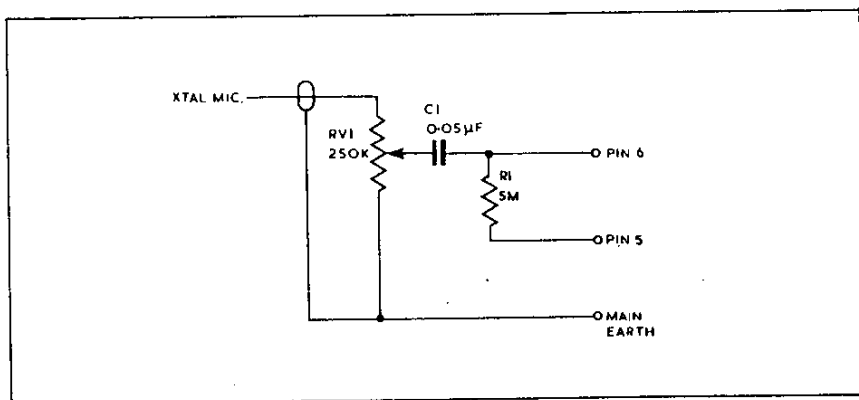 XTAL MIC.
RV1
250K
C1
0·05µF
R1
5M
PIN 6
PIN 5
MAIN
EARTH